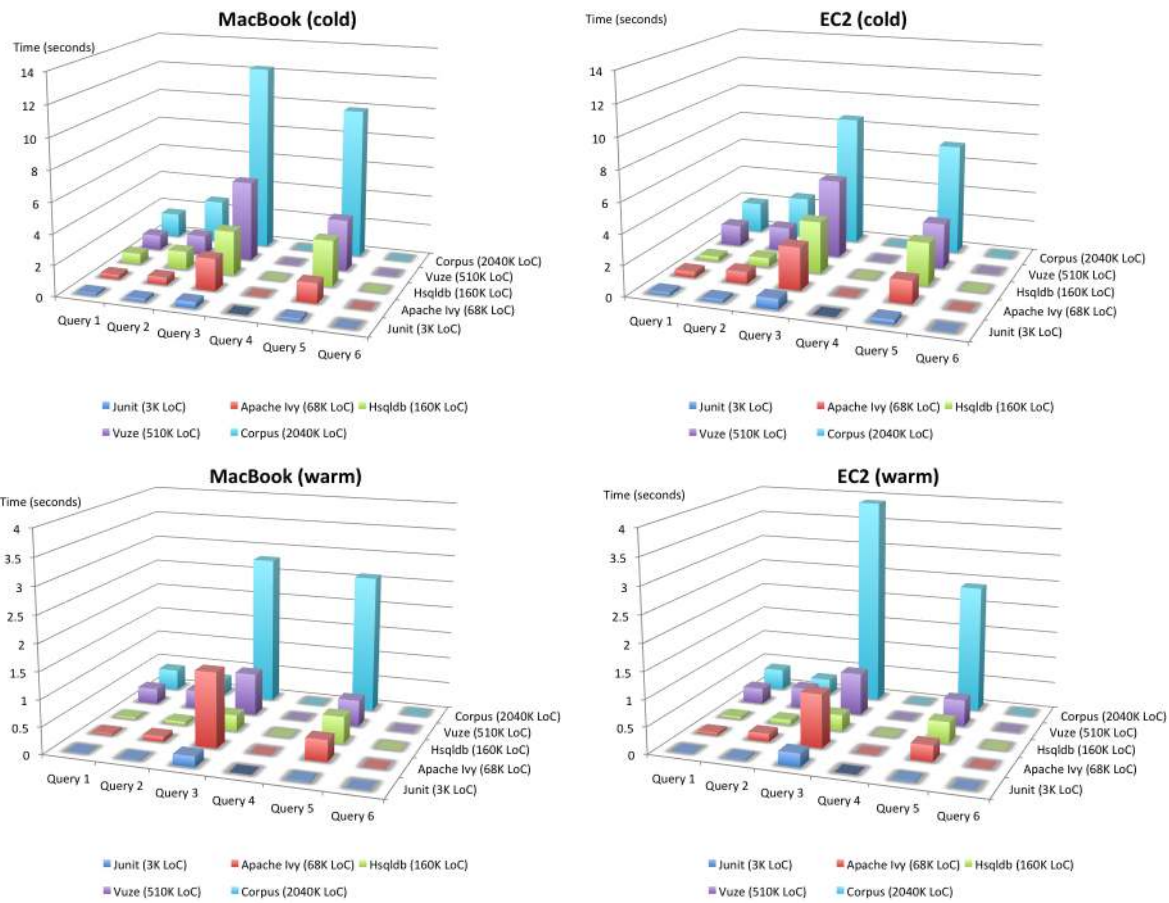 MacBook (cold)
Time (seconds)
14
12
10
8
6
4
2
0
Query 1
Query 2
Query 3
Query 4
Query 5
Query 6
Corpus (2040K LoC)
Vuze (510K LoC)
Hsqldb (160K LoC)
Apache Ivy (68K LoC)
Junit (3K LoC)
Junit (3K LoC) Apache Ivy (68K LoC) Hsqldb (160K LoC)
Vuze (510K LoC) Corpus (2040K LoC)
EC2 (cold)
Time (seconds)
14
12
10
8
6
4
2
0
Query 1
Query 2
Query 3
Query 4
Query 5
Query 6
Corpus (2040K LoC)
Vuze (510K LoC)
Hsqldb (160K LoC)
Apache Ivy (68K LoC)
Junit (3K LoC)
Junit (3K LoC) Apache Ivy (68K LoC) Hsqldb (160K LoC)
Vuze (510K LoC) Corpus (2040K LoC)
MacBook (warm)
Time (seconds)
4
3.5
3
2.5
2
1.5
1
0.5
0
Query 1
Query 2
Query 3
Query 4
Query 5
Query 6
Corpus (2040K LoC)
Vuze (510K LoC)
Hsqldb (160K LoC)
Apache Ivy (68K LoC)
Junit (3K LoC)
Junit (3K LoC) Apache Ivy (68K LoC) Hsqldb (160K LoC)
Vuze (510K LoC) Corpus (2040K LoC)
EC2 (warm)
Time (seconds)
4
3.5
3
2.5
2
1.5
1
0.5
0
Query 1
Query 2
Query 3
Query 4
Query 5
Query 6
Corpus (2040K LoC)
Vuze (510K LoC)
Hsqldb (160K LoC)
Apache Ivy (68K LoC)
Junit (3K LoC)
Junit (3K LoC) Apache Ivy (68K LoC) Hsqldb (160K LoC)
Vuze (510K LoC) Corpus (2040K LoC)